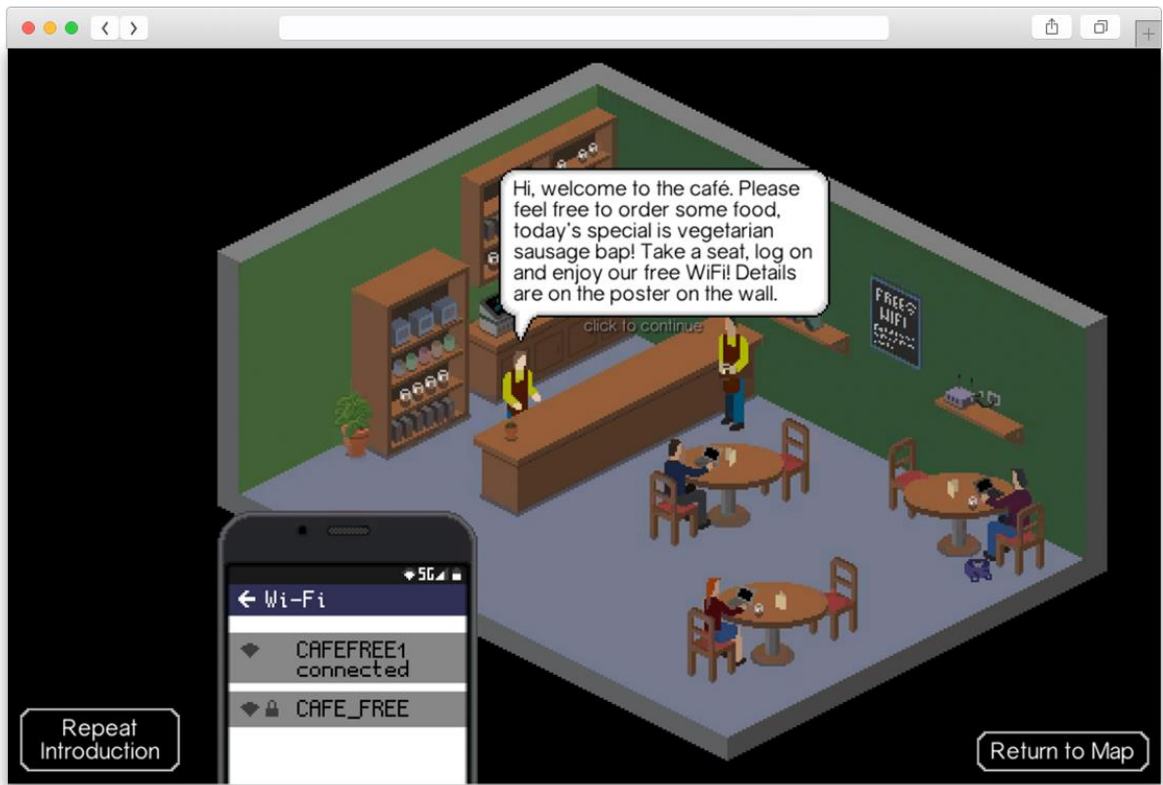 Hi, welcome to the café. Please
feel free to order some food,
today's special is vegetarian
sausage bap! Take a seat, log on
and enjoy our free WiFi! Details
are on the poster on the wall.
click to continue
FREE
WIFI
5G
Wi-Fi
CAFEFREE1
connected
CAFE_FREE
Repeat
Introduction
Return to Map